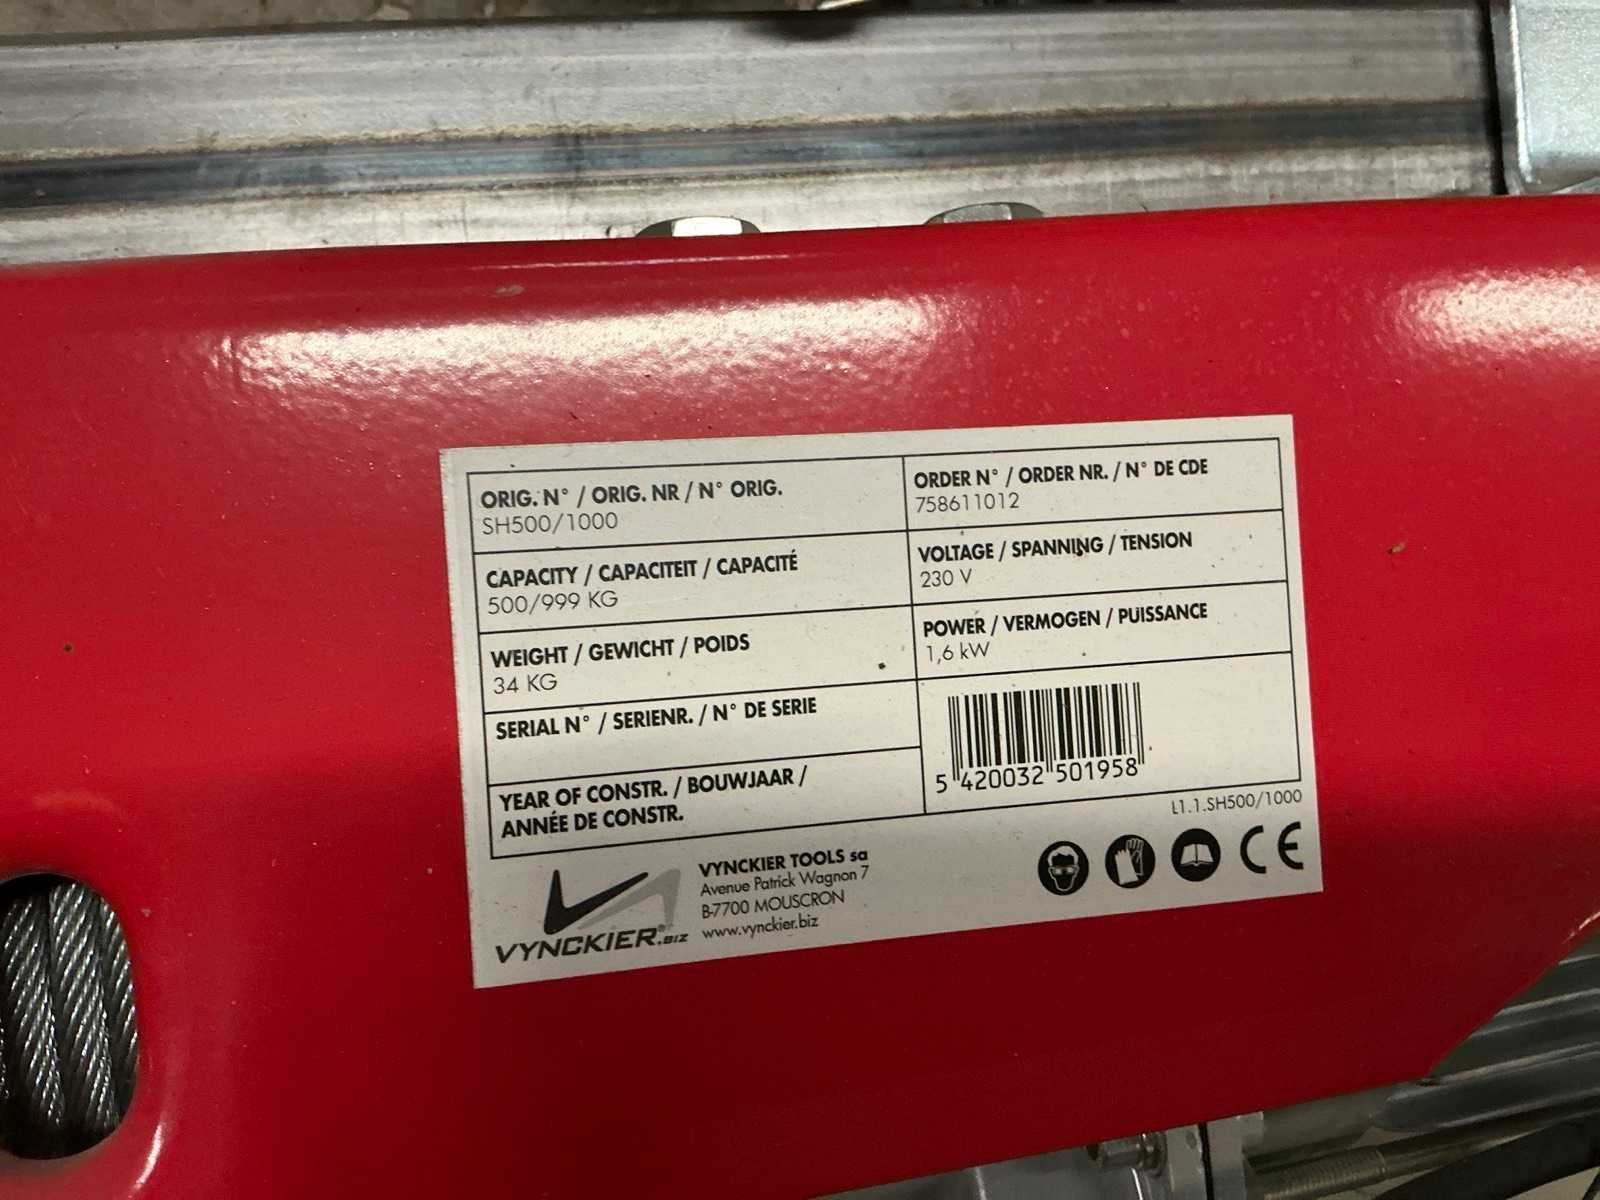 ORIG. N° / ORIG. NR / N° ORIG.
SH500/1000
ORDER N° / ORDER NR. / N° DE CDE
758611012
CAPACITY / CAPACITEIT / CAPACITÉ
500/999 KG
VOLTAGE / SPANNING / TENSION
230 V
WEIGHT / GEWICHT / POIDS
34 KG
POWER / VERMOGEN / PUISSANCE
1,6 kW
SERIAL N° / SERIENR. / N° DE SERIE
YEAR OF CONSTR. / BOUWJAAR /
ANNÉE DE CONSTR.
5 420032 501958
L1.1.SH500/1000
VYNCKIER®.BIZ
VYNCKIER TOOLS sa
Avenue Patrick Wagnon 7
B-7700 MOUSCRON
www.vynckier.biz
CE